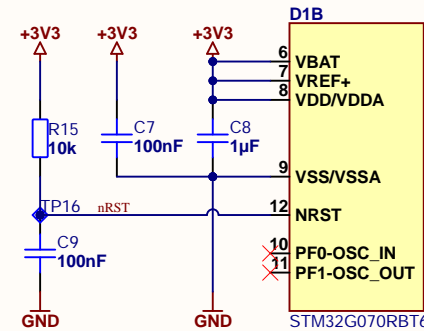 D1B
+3V3
+3V3
+3V3
6
VBAT
7
VREF+
8
VDD/VDDA
R15
10k
C7
100nF
C8
1µF
9
VSS/VSSA
TP16
nRST
12
NRST
C9
100nF
10
PF0-OSC_IN
11
PF1-OSC_OUT
GND
GND
STM32G070RBT6